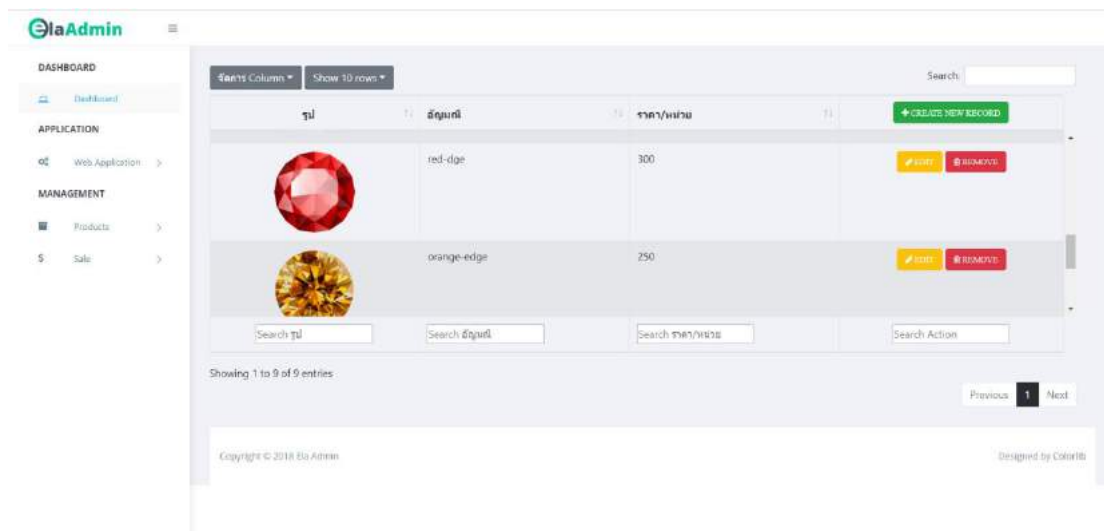 ElaAdmin
DASHBOARD
Dashboard
APPLICATION
Web Application
MANAGEMENT
Products
$ Sale
จัดการ Column Show 10 rows
Search:
รูป อัญมณี ราคา/หน่วย + CREATE NEW RECORD
red-dge 300 EDIT REMOVE
orange-edge 250 EDIT REMOVE
Search รูป Search อัญมณี Search ราคา/หน่วย Search Action
Showing 1 to 9 of 9 entries
Previous 1 Next
Copyright © 2018 Ela Admin Designed by Colorlib